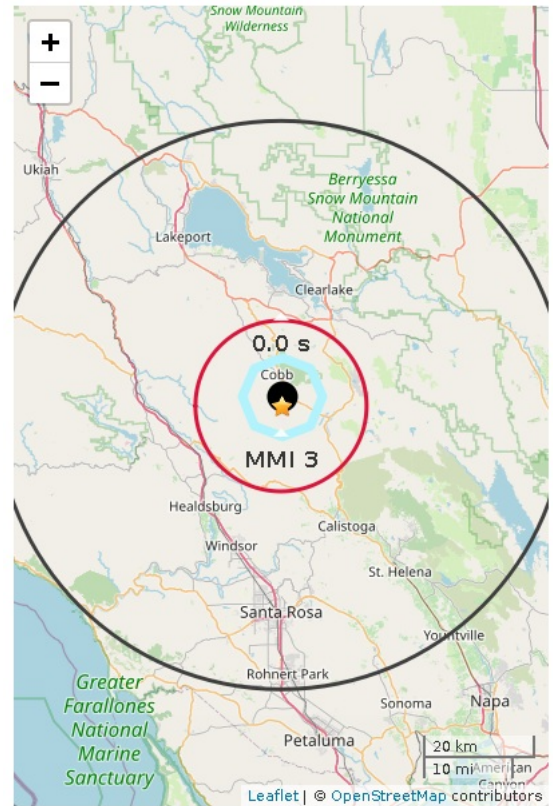 Snow Mountain
Wilderness
+
−
Ukiah
Berryessa
Snow Mountain
National
Monument
Lakeport
Clearlake
0.0 s
Cobb
MMI 3
Healdsburg
Calistoga
Windsor
St. Helena
Santa Rosa
Yountville
Rohnert Park
Greater
Farallones
National
Marine
Sanctuary
Sonoma
Napa
Petaluma
20 km
10 mi
American
Canyon
Leaflet | © OpenStreetMap contributors